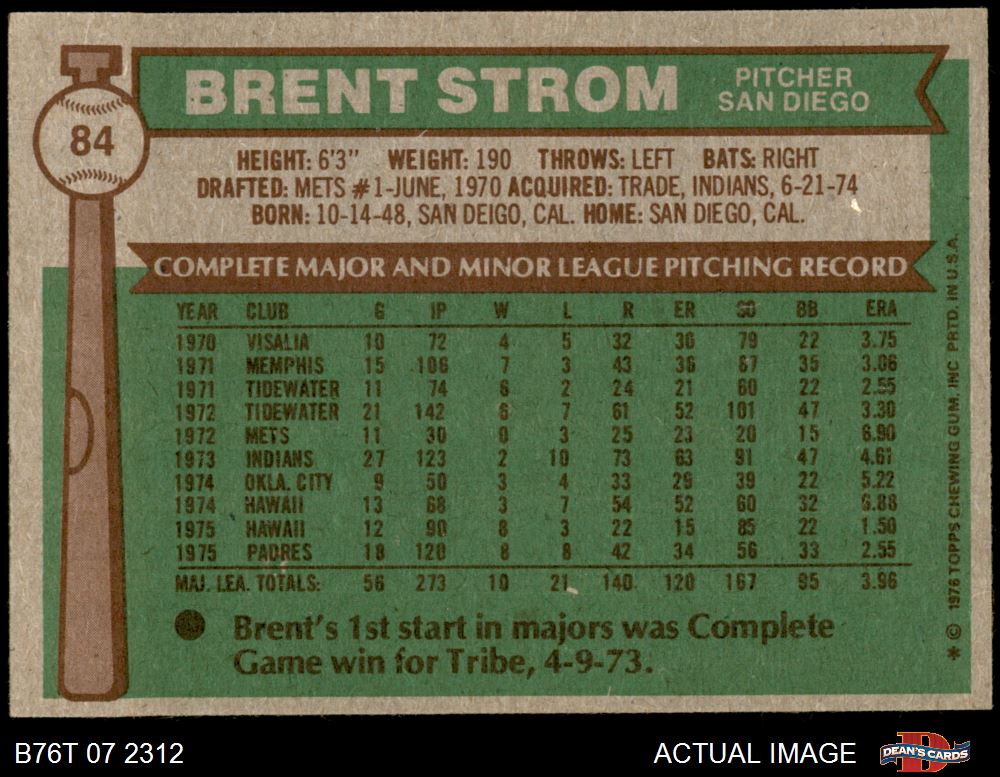 BRENT STROM
PITCHER
SAN DIEGO
84
HEIGHT: 6'3" WEIGHT: 190 THROWS: LEFT BATS: RIGHT
DRAFTED: METS #1-JUNE, 1970 ACQUIRED: TRADE, INDIANS, 6-21-74
BORN: 10-14-48, SAN DEIGO, CAL. HOME: SAN DIEGO, CAL.
COMPLETE MAJOR AND MINOR LEAGUE PITCHING RECORD
YEAR CLUB G IP W L R ER SO BB ERA
1970 VISALIA 10 72 4 5 32 30 79 22 3.75
1971 MEMPHIS 15 106 7 3 43 36 87 35 3.06
1971 TIDEWATER 11 74 6 2 24 21 60 22 2.55
1972 TIDEWATER 21 142 6 7 61 52 101 47 3.30
1972 METS 11 30 0 3 25 23 20 15 6.90
1973 INDIANS 27 123 2 10 73 63 91 47 4.61
1974 OKLA. CITY 9 50 3 4 33 29 39 22 5.22
1974 HAWAII 13 68 3 7 54 52 60 32 6.88
1975 HAWAII 12 90 8 3 22 15 85 22 1.50
1975 PADRES 18 120 8 8 42 34 56 33 2.55
MAJ. LEA. TOTALS: 56 273 10 21 140 120 167 95 3.96
Brent's 1st start in majors was Complete
Game win for Tribe, 4-9-73.
* © 1976 TOPPS CHEWING GUM, INC PRTD. IN U.S.A.
B76T 07 2312
ACTUAL IMAGE
D
DEAN'S CARDS